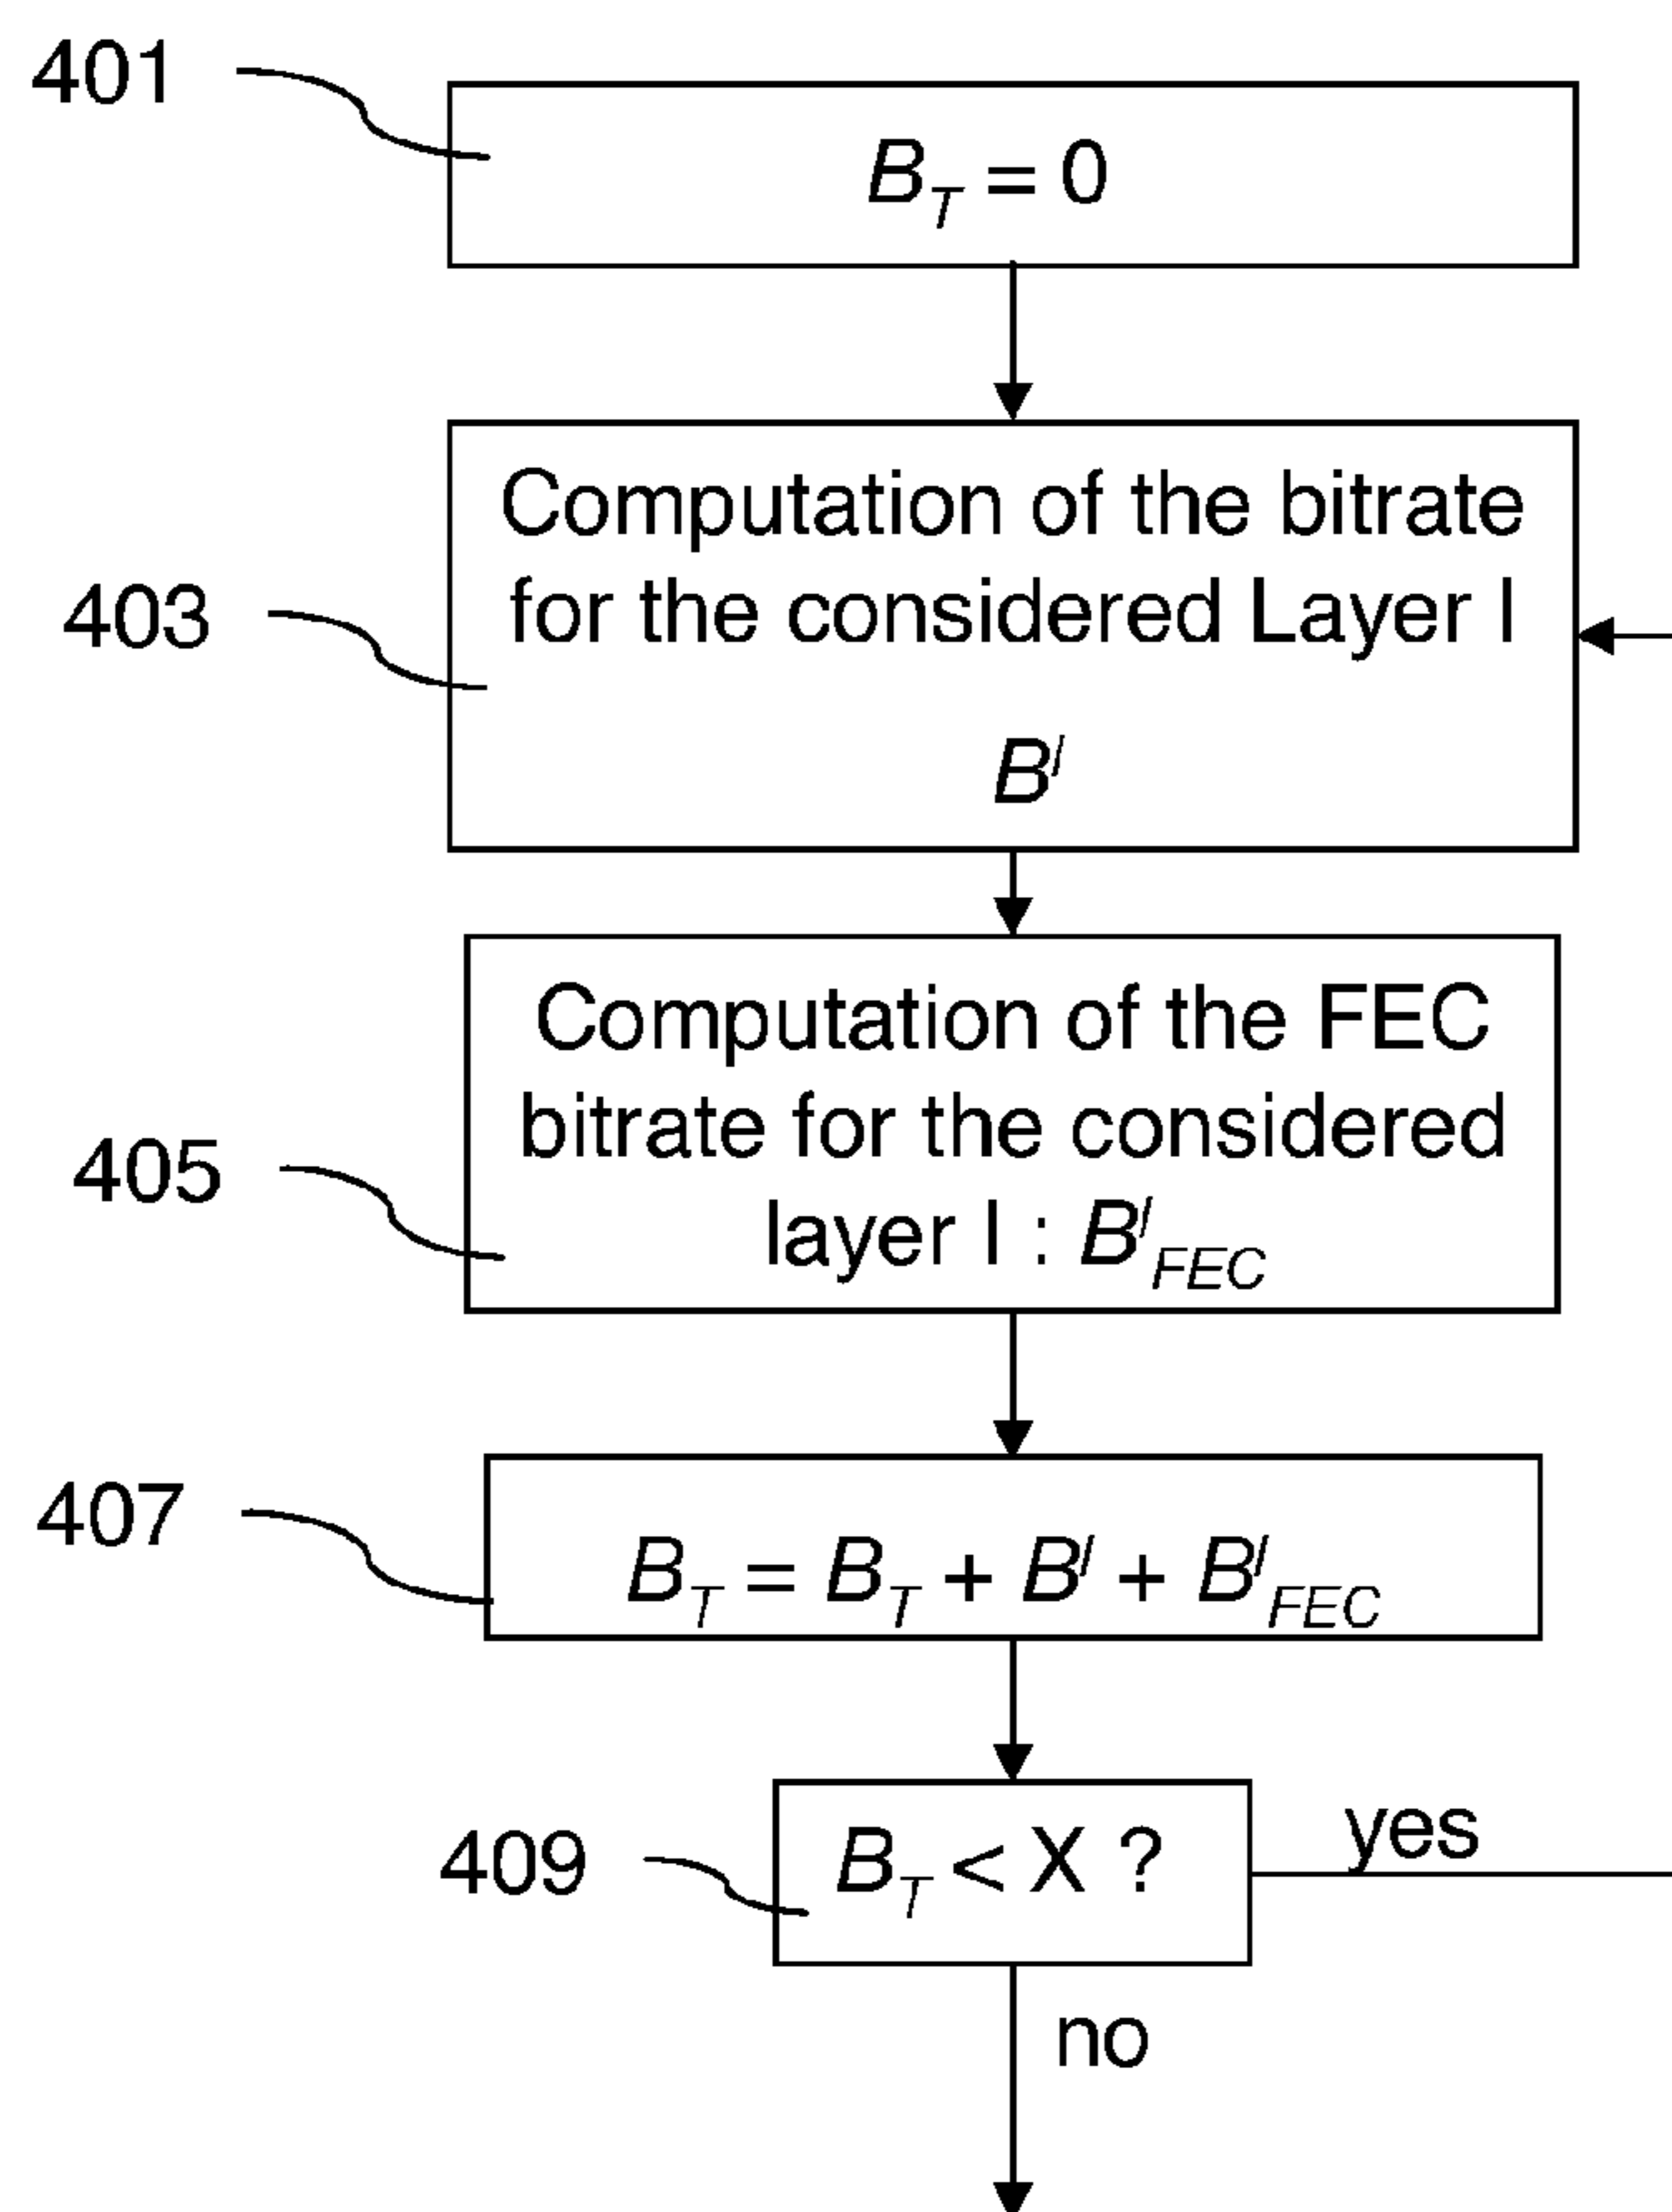 401
B_T = 0
Computation of the bitrate
for the considered Layer l
403
B^l
Computation of the FEC
bitrate for the considered
405
layer l : B^l_FEC
407
B_T = B_T + B^l + B^l_FEC
409
B_T < X ?
yes
no